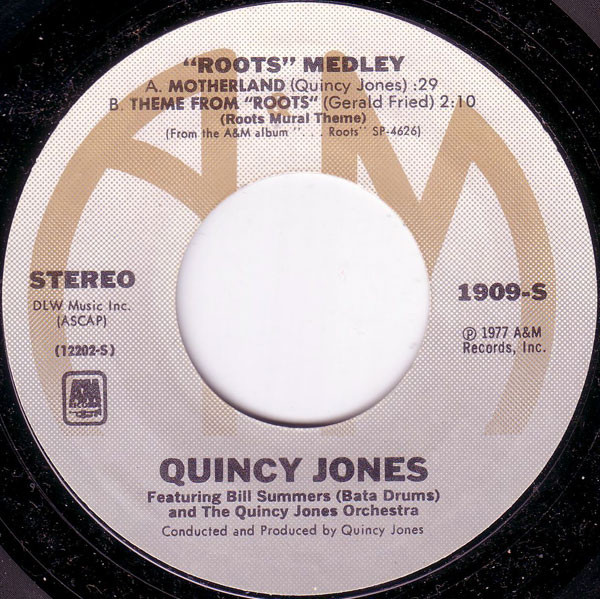 "ROOTS" MEDLEY
A. MOTHERLAND (Quincy Jones) :29
B. THEME FROM "ROOTS" (Gerald Fried) 2:10
(Roots Mural Theme)
(From the A&M album ". . . Roots" SP-4626)
A&M
STEREO
DLW Music Inc.
(ASCAP)
(12202-S)
A&M
RECORDS
1909-S
℗ 1977 A&M
Records, Inc.
QUINCY JONES
Featuring Bill Summers (Bata Drums)
and The Quincy Jones Orchestra
Conducted and Produced by Quincy Jones